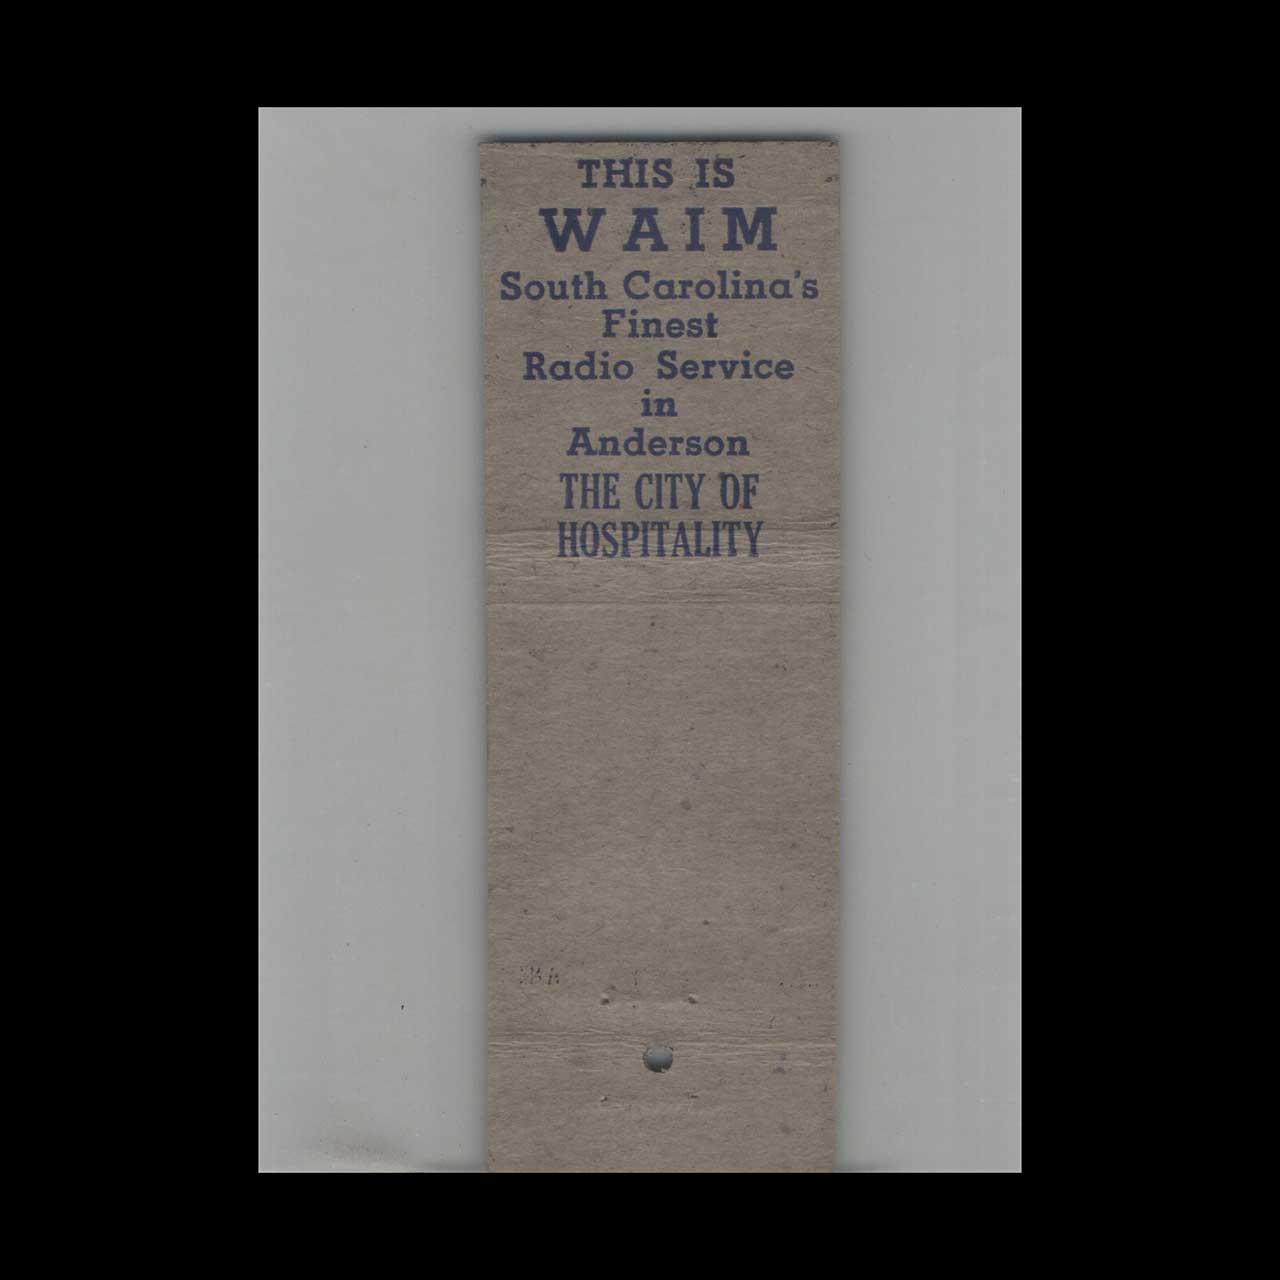 THIS IS
WAIM
South Carolina's
Finest
Radio Service
in
Anderson
THE CITY OF
HOSPITALITY